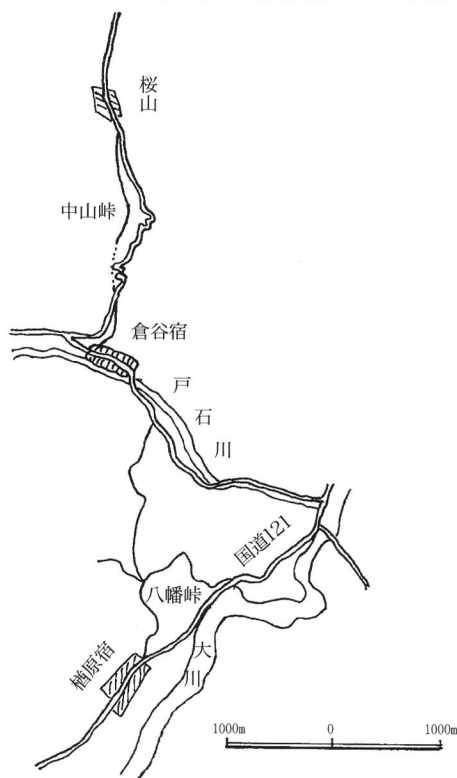 桜山
中山峠
倉谷宿
戸石川
国道121
八幡峠
大川
楢原宿
1000m 0 1000m